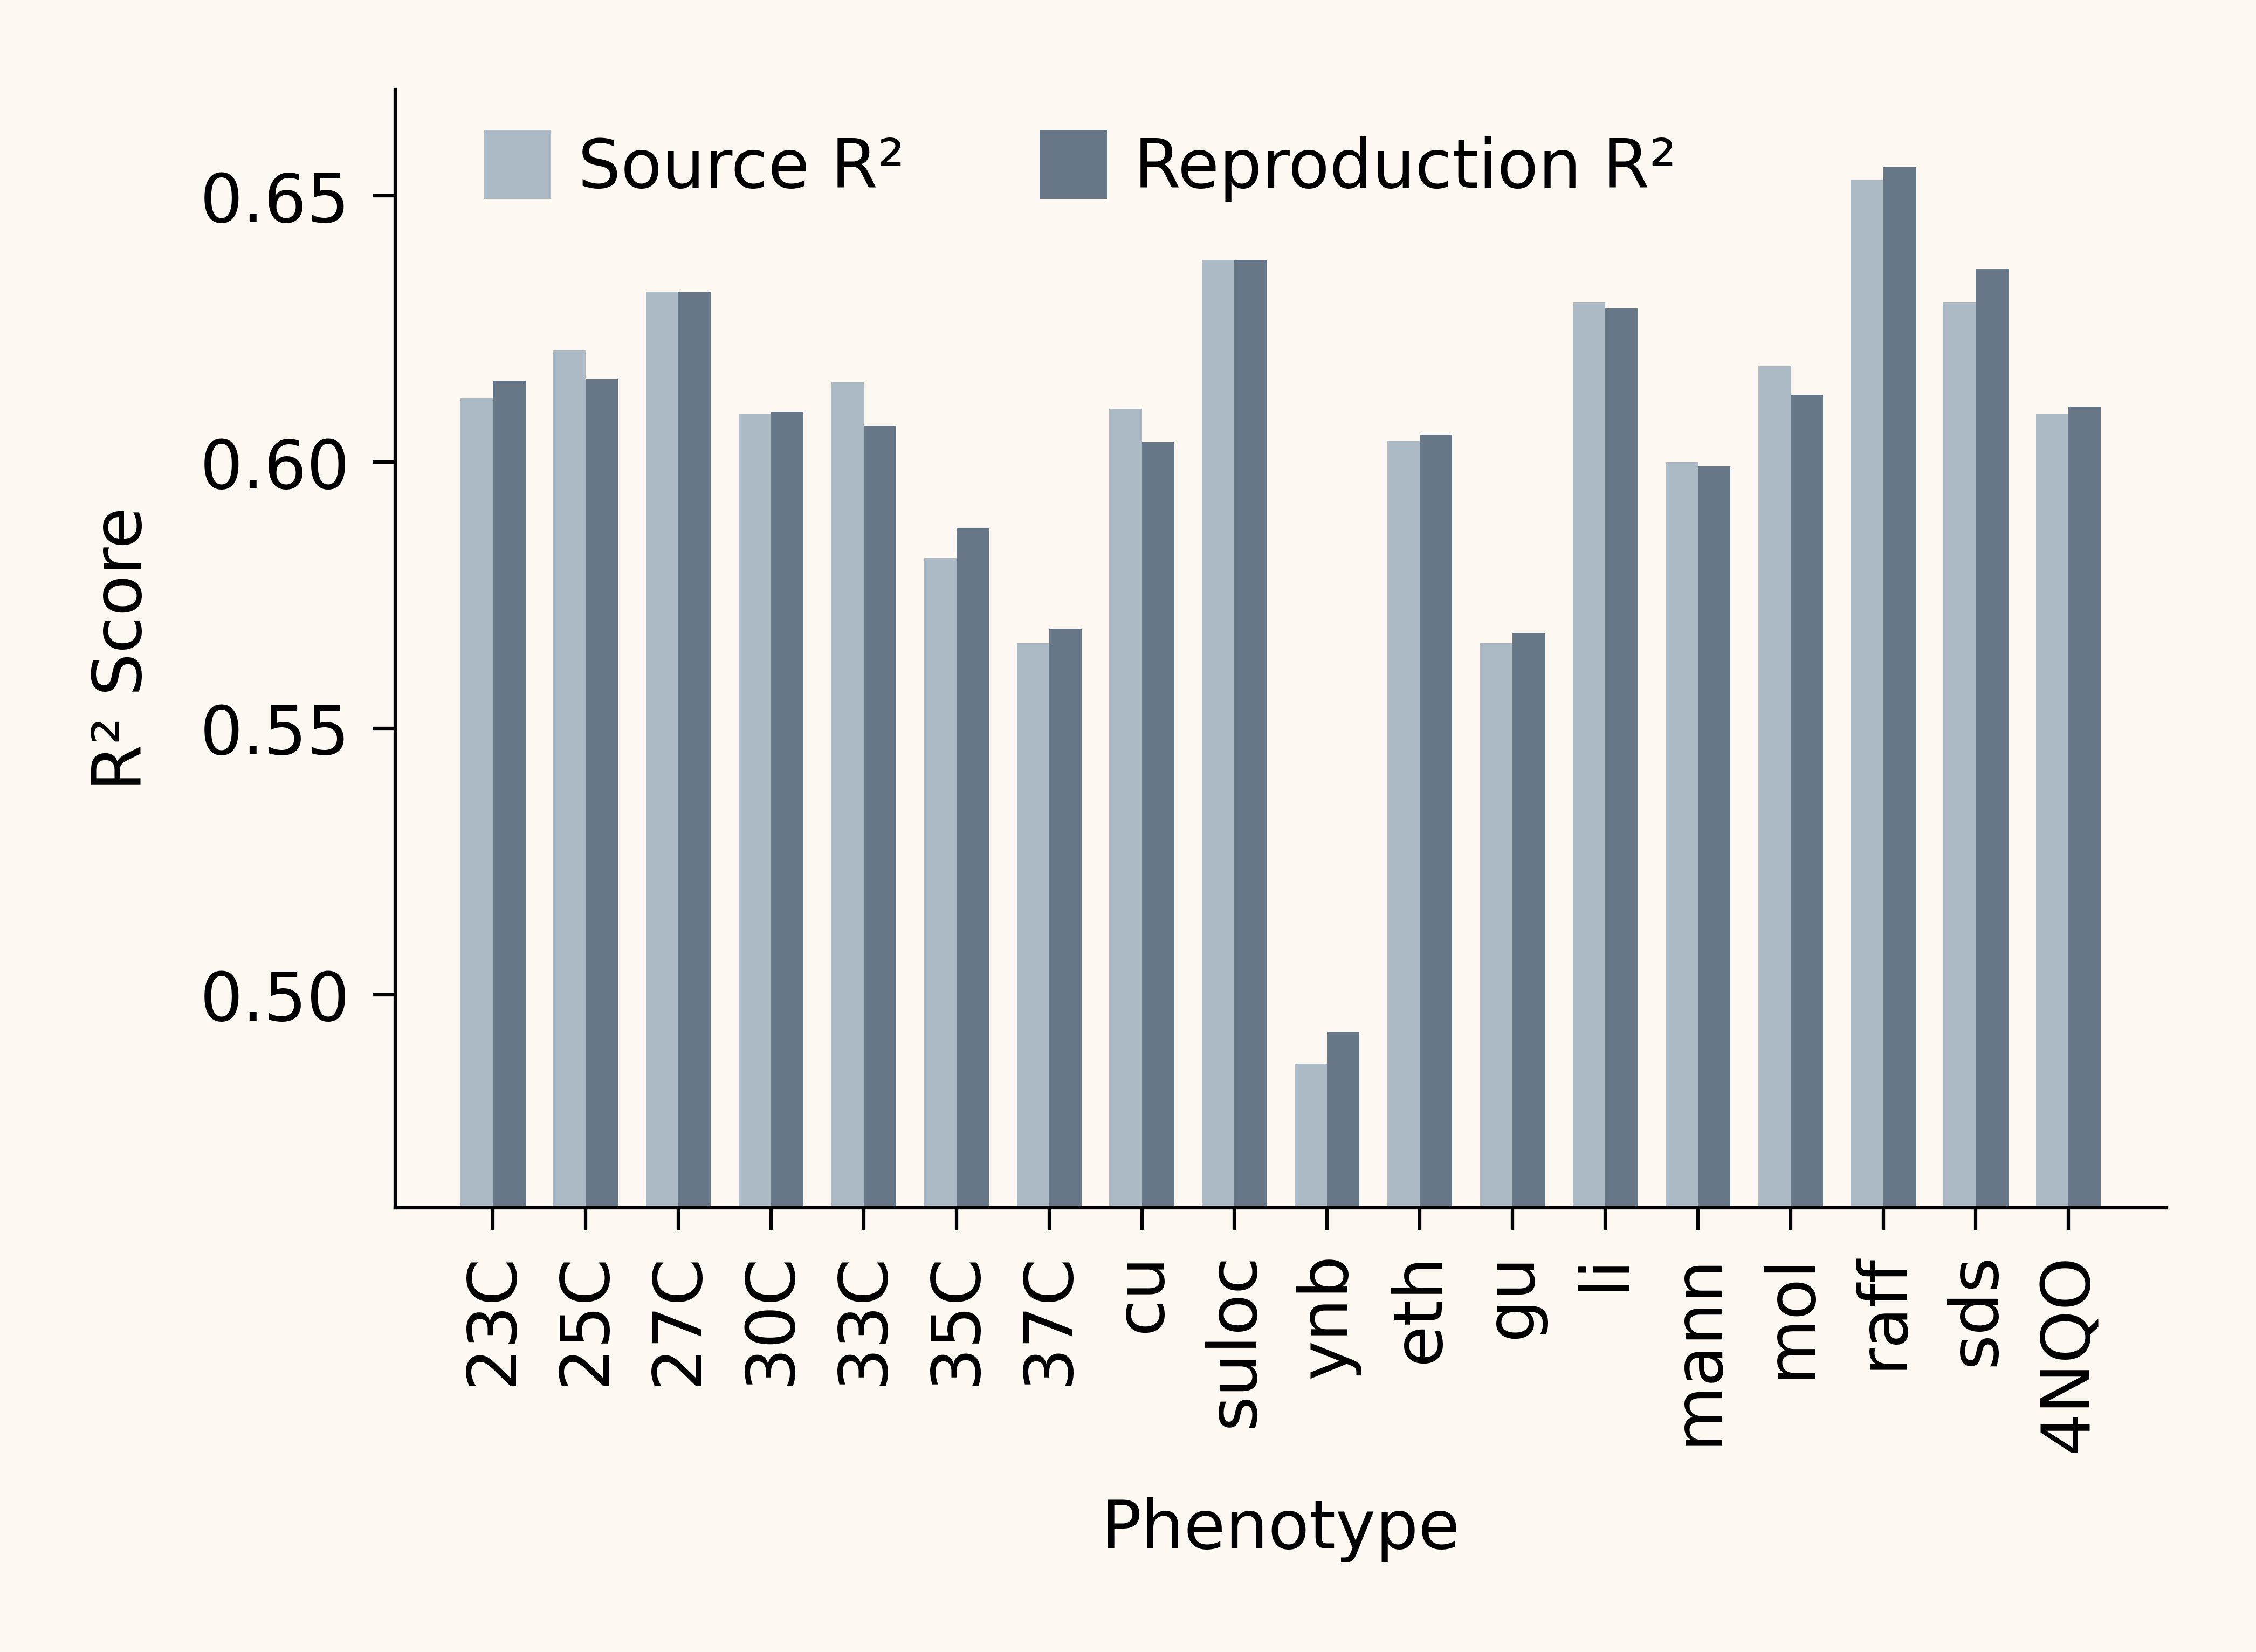 Source R² Reproduction R²
0.65
0.60
0.55
0.50
R² Score
23C 25C 27C 30C 33C 35C 37C cu suloc ynb eth gu li mann mol raff sds 4NQO
Phenotype